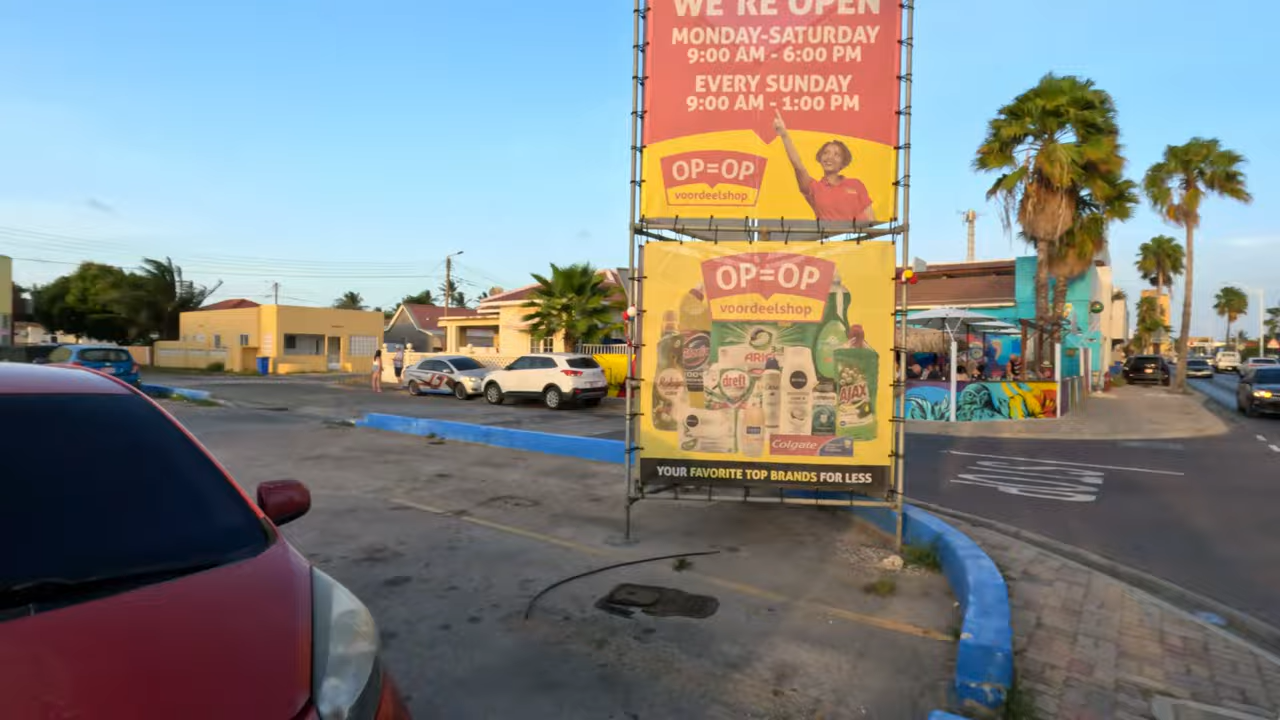 WE'RE OPEN
MONDAY-SATURDAY
9:00 AM - 6:00 PM
EVERY SUNDAY
9:00 AM - 1:00 PM
OP=OP
voordeelshop
OP=OP
voordeelshop
ARIEL
dreft
AJAX
Colgate
YOUR FAVORITE TOP BRANDS FOR LESS
STOP